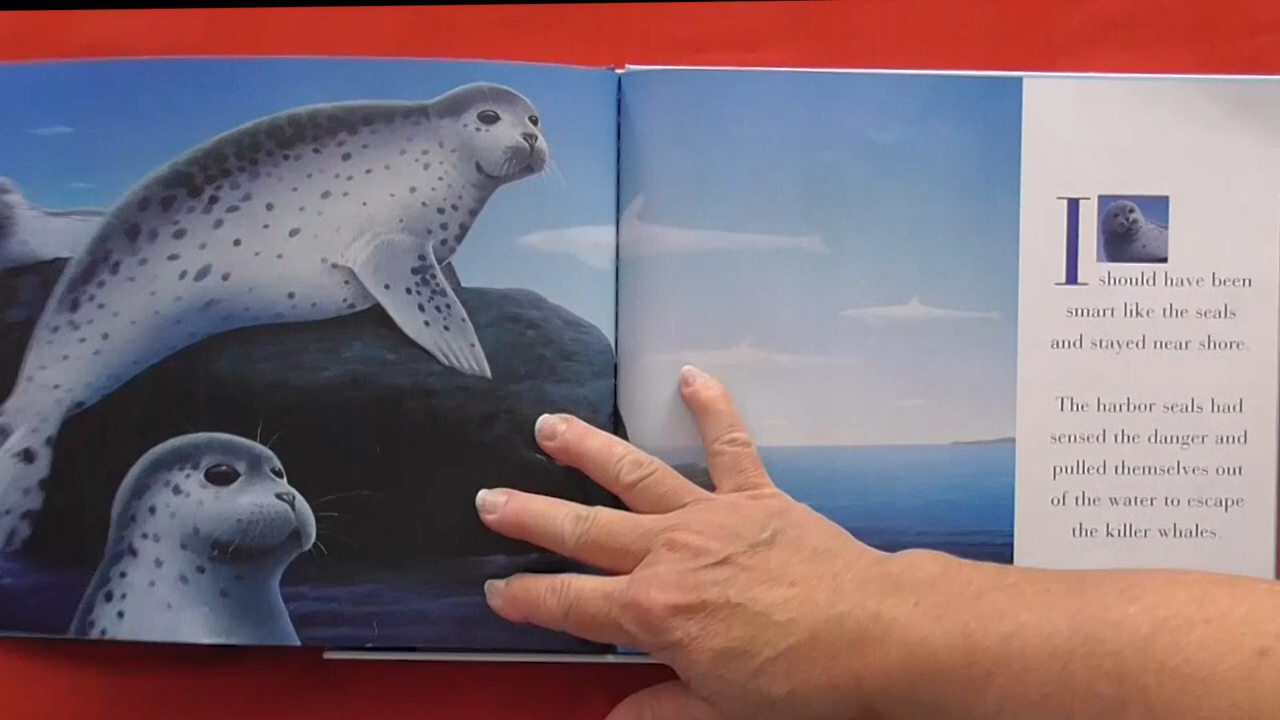 I
should have been
smart like the seals
and stayed near shore.
The harbor seals had
sensed the danger and
pulled themselves out
of the water to escape
the killer whales.